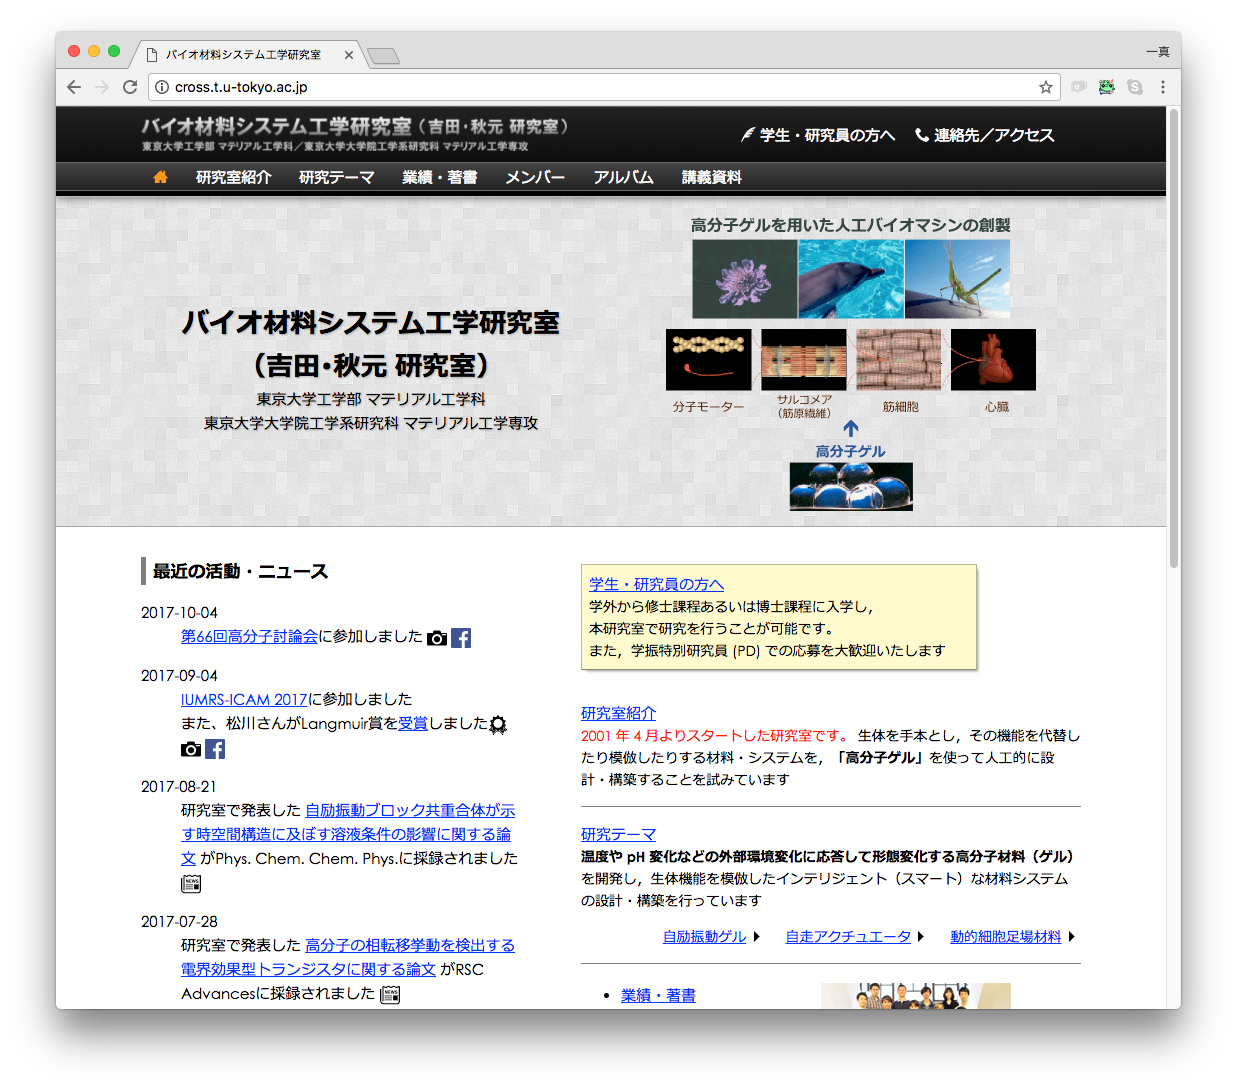 バイオ材料システム工学研究室
一真
cross.t.u-tokyo.ac.jp
バイオ材料システム工学研究室（吉田・秋元 研究室）
東京大学工学部 マテリアル工学科／東京大学大学院工学系研究科 マテリアル工学専攻
学生・研究員の方へ 連絡先／アクセス
研究室紹介 研究テーマ 業績・著書 メンバー アルバム 講義資料
高分子ゲルを用いた人工バイオマシンの創製
バイオ材料システム工学研究室
（吉田・秋元 研究室）
東京大学工学部 マテリアル工学科
東京大学大学院工学系研究科 マテリアル工学専攻
分子モーター サルコメア 筋細胞 心臓
（筋原繊維）
高分子ゲル
最近の活動・ニュース
2017-10-04
第66回高分子討論会に参加しました
2017-09-04
IUMRS-ICAM 2017に参加しました
また、松川さんがLangmuir賞を受賞しました
2017-08-21
研究室で発表した 自励振動ブロック共重合体が示
す時空間構造に及ぼす溶液条件の影響に関する論
文 がPhys. Chem. Chem. Phys.に採録されました
NEWS
2017-07-28
研究室で発表した 高分子の相転移挙動を検出する
電界効果型トランジスタに関する論文 がRSC
Advancesに採録されました NEWS
学生・研究員の方へ
学外から修士課程あるいは博士課程に入学し，
本研究室で研究を行うことが可能です。
また，学振特別研究員 (PD) での応募を大歓迎いたします
研究室紹介
2001 年 4 月よりスタートした研究室です。 生体を手本とし，その機能を代替し
たり模倣したりする材料・システムを，「高分子ゲル」を使って人工的に設
計・構築することを試みています
研究テーマ
温度や pH 変化などの外部環境変化に応答して形態変化する高分子材料（ゲル）
を開発し，生体機能を模倣したインテリジェント（スマート）な材料システム
の設計・構築を行っています
自励振動ゲル 自走アクチュエータ 動的細胞足場材料
業績・著書